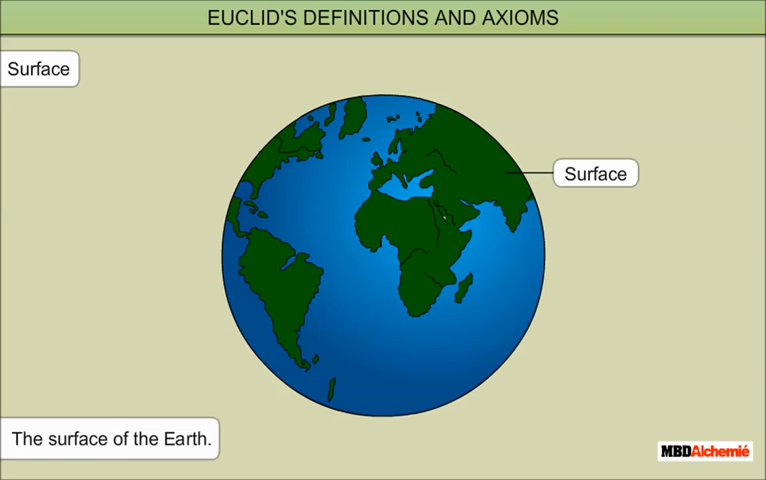 EUCLID'S DEFINITIONS AND AXIOMS
Surface
Surface
The surface of the Earth.
MBDAlchemié